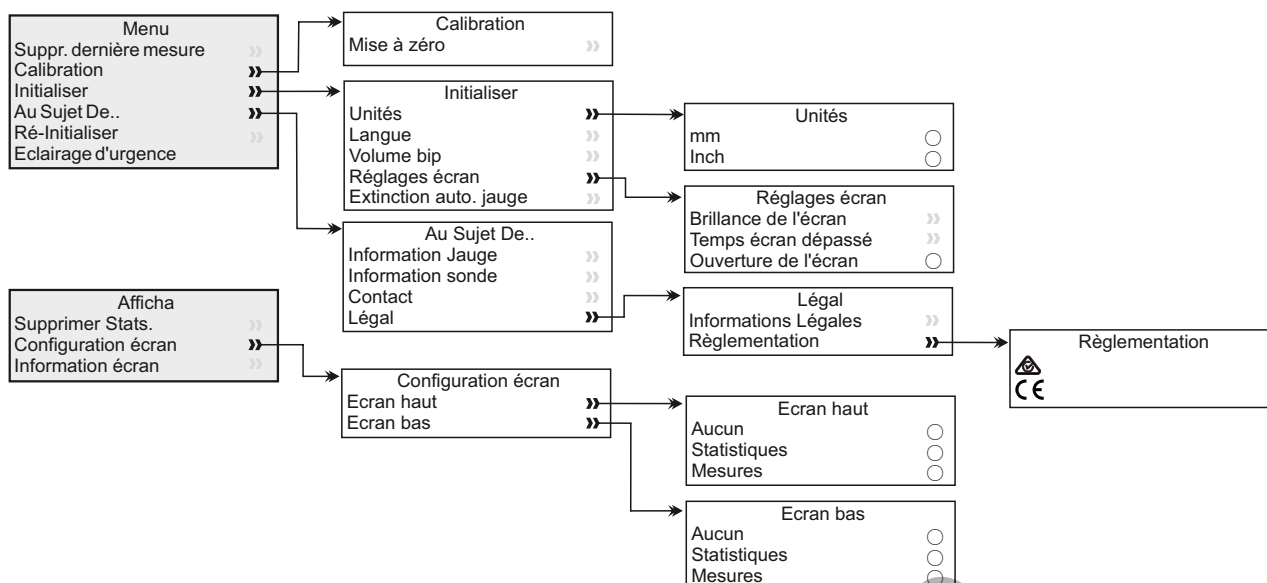 Menu
Suppr. dernière mesure
Calibration
Initialiser
Au Sujet De..
Ré-Initialiser
Eclairage d'urgence
Calibration
Mise à zéro
Initialiser
Unités
Langue
Volume bip
Réglages écran
Extinction auto. jauge
Unités
mm
Inch
Réglages écran
Brillance de l'écran
Temps écran dépassé
Ouverture de l'écran
Au Sujet De..
Information Jauge
Information sonde
Contact
Légal
Légal
Informations Légales
Règlementation
Règlementation
CE
Afficha
Supprimer Stats.
Configuration écran
Information écran
Configuration écran
Ecran haut
Ecran bas
Ecran haut
Aucun
Statistiques
Mesures
Ecran bas
Aucun
Statistiques
Mesures